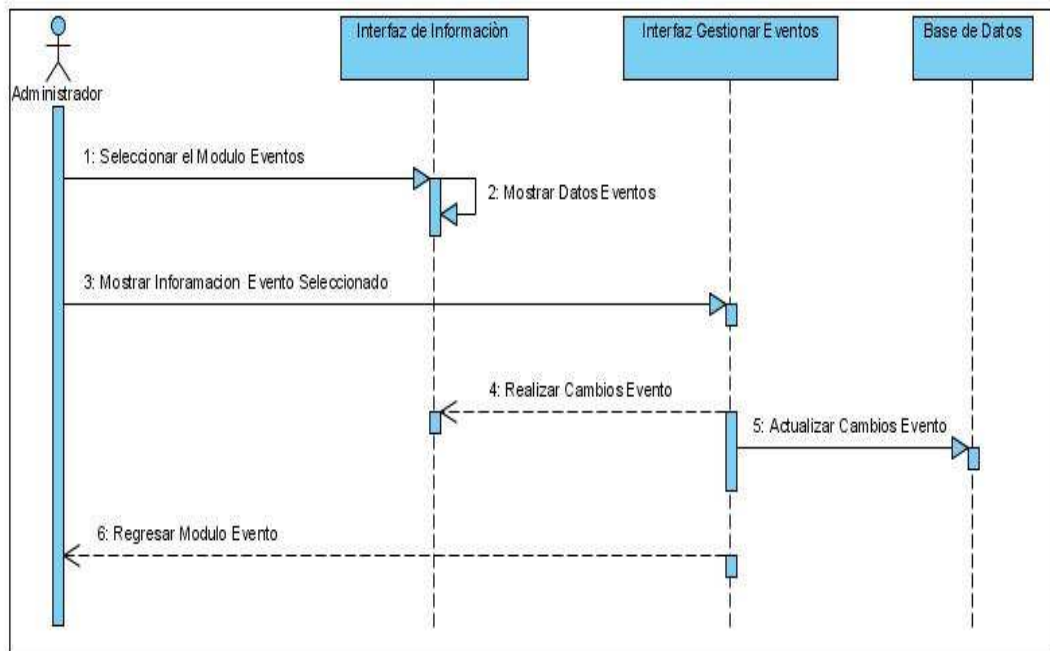 Interfaz de Informaciòn
Interfaz Gestionar Eventos
Base de Datos
Administrador
1: Seleccionar el Modulo Eventos
2: Mostrar Datos Eventos
3: Mostrar Inforamacion Evento Seleccionado
4: Realizar Cambios Evento
5: Actualizar Cambios Evento
6: Regresar Modulo Evento